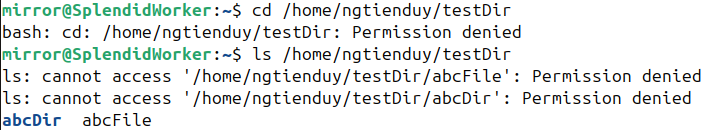 mirror@SplendidWorker:~$ cd /home/ngtienduy/testDir
bash: cd: /home/ngtienduy/testDir: Permission denied
mirror@SplendidWorker:~$ ls /home/ngtienduy/testDir
ls: cannot access '/home/ngtienduy/testDir/abcFile': Permission denied
ls: cannot access '/home/ngtienduy/testDir/abcDir': Permission denied
abcDir  abcFile